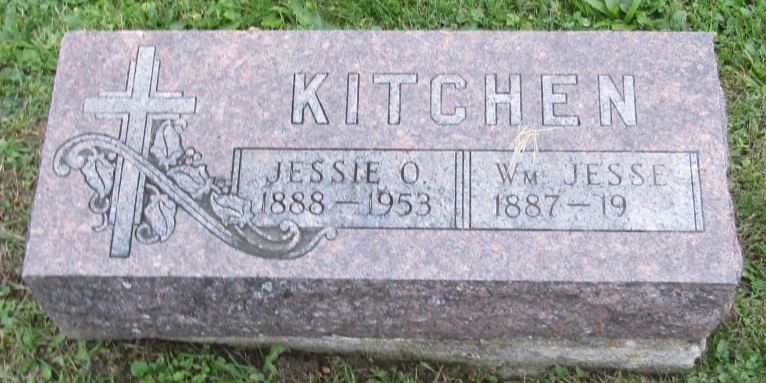 KITCHEN
JESSIE O.
1888 - 1953
WM. JESSE
1887 - 19